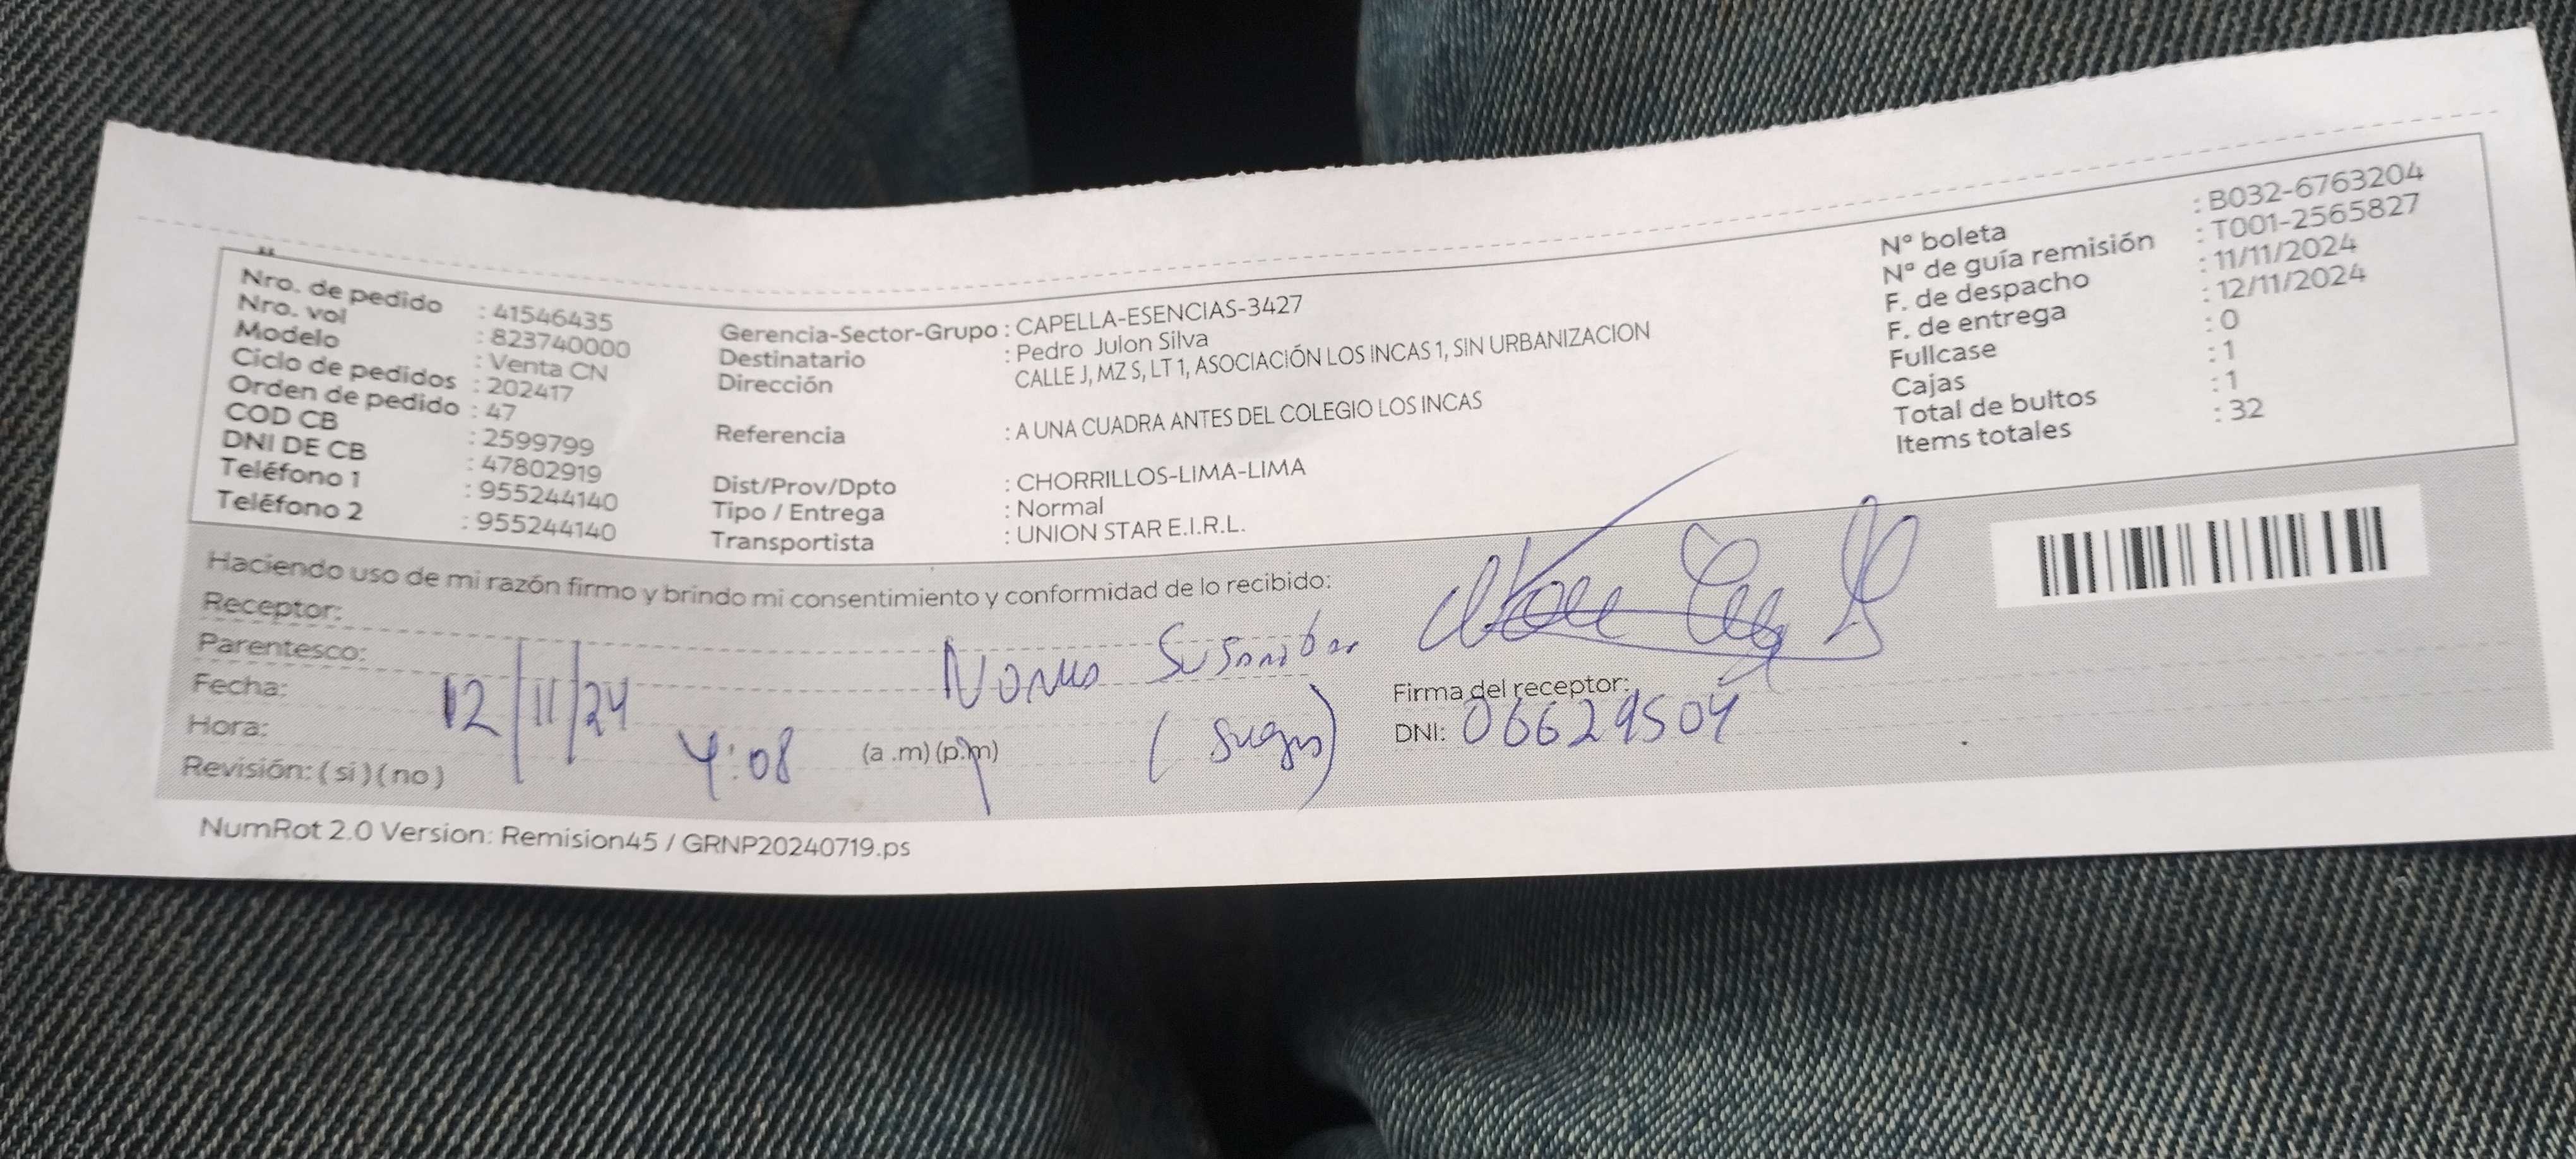 Nro. de pedido : 41546435
Nro. vol : 823740000
Modelo : Venta CN
Ciclo de pedidos : 202417
Orden de pedido : 47
COD CB : 2599799
DNI DE CB : 47802919
Teléfono 1 : 955244140
Teléfono 2 : 955244140
Gerencia-Sector-Grupo : CAPELLA-ESENCIAS-3427
Destinatario : Pedro Julon Silva
Dirección CALLE J, MZ S, LT 1, ASOCIACIÓN LOS INCAS 1, SIN URBANIZACION
Referencia : A UNA CUADRA ANTES DEL COLEGIO LOS INCAS
Dist/Prov/Dpto : CHORRILLOS-LIMA-LIMA
Tipo / Entrega : Normal
Transportista : UNION STAR E.I.R.L.
N° boleta : B032-6763204
N° de guía remisión : T001-2565827
F. de despacho : 11/11/2024
F. de entrega : 12/11/2024
Fullcase : 0
Cajas : 1
Total de bultos : 1
Items totales : 32
Haciendo uso de mi razón firmo y brindo mi consentimiento y conformidad de lo recibido:
Receptor:
Parentesco:
Fecha: 12/11/24
Hora: 4:08 (a .m) (p.m)
Revisión: ( si ) ( no )
Firma del receptor:
DNI: 06629504
NumRot 2.0 Version: Remision45 / GRNP20240719.ps